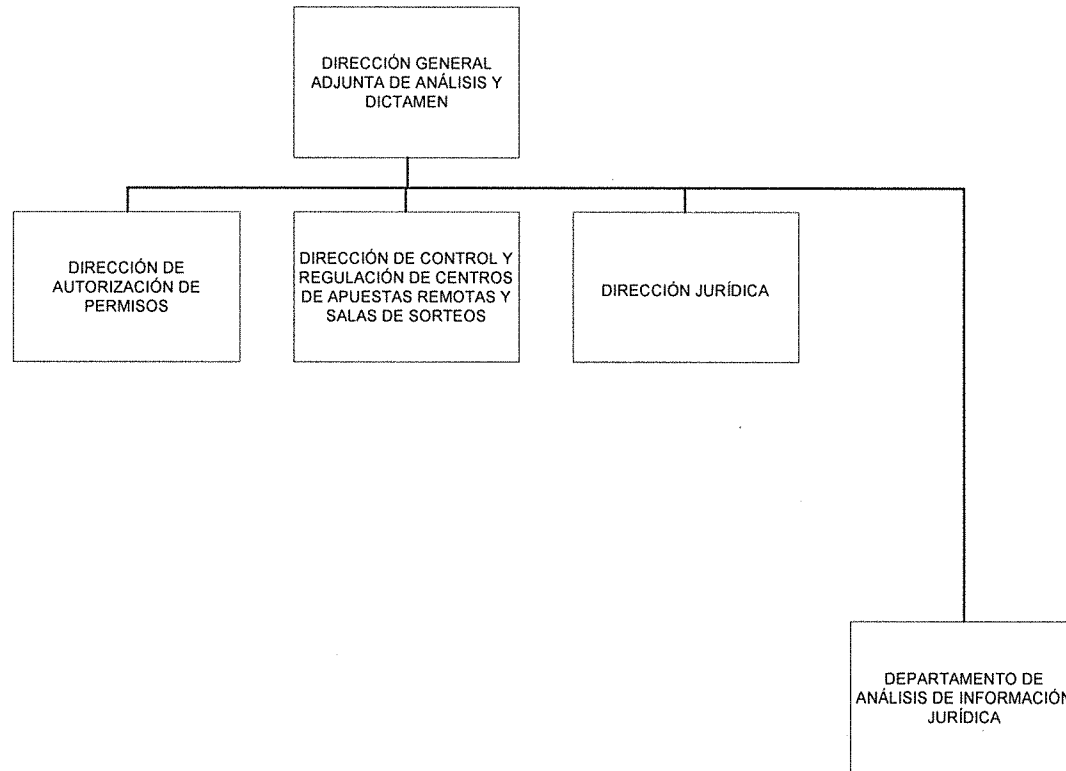 DIRECCIÓN GENERAL
ADJUNTA DE ANÁLISIS Y
DICTAMEN
DIRECCIÓN DE
AUTORIZACIÓN DE
PERMISOS
DIRECCIÓN DE CONTROL Y
REGULACIÓN DE CENTROS
DE APUESTAS REMOTAS Y
SALAS DE SORTEOS
DIRECCIÓN JURÍDICA
DEPARTAMENTO DE
ANÁLISIS DE INFORMACIÓN
JURÍDICA